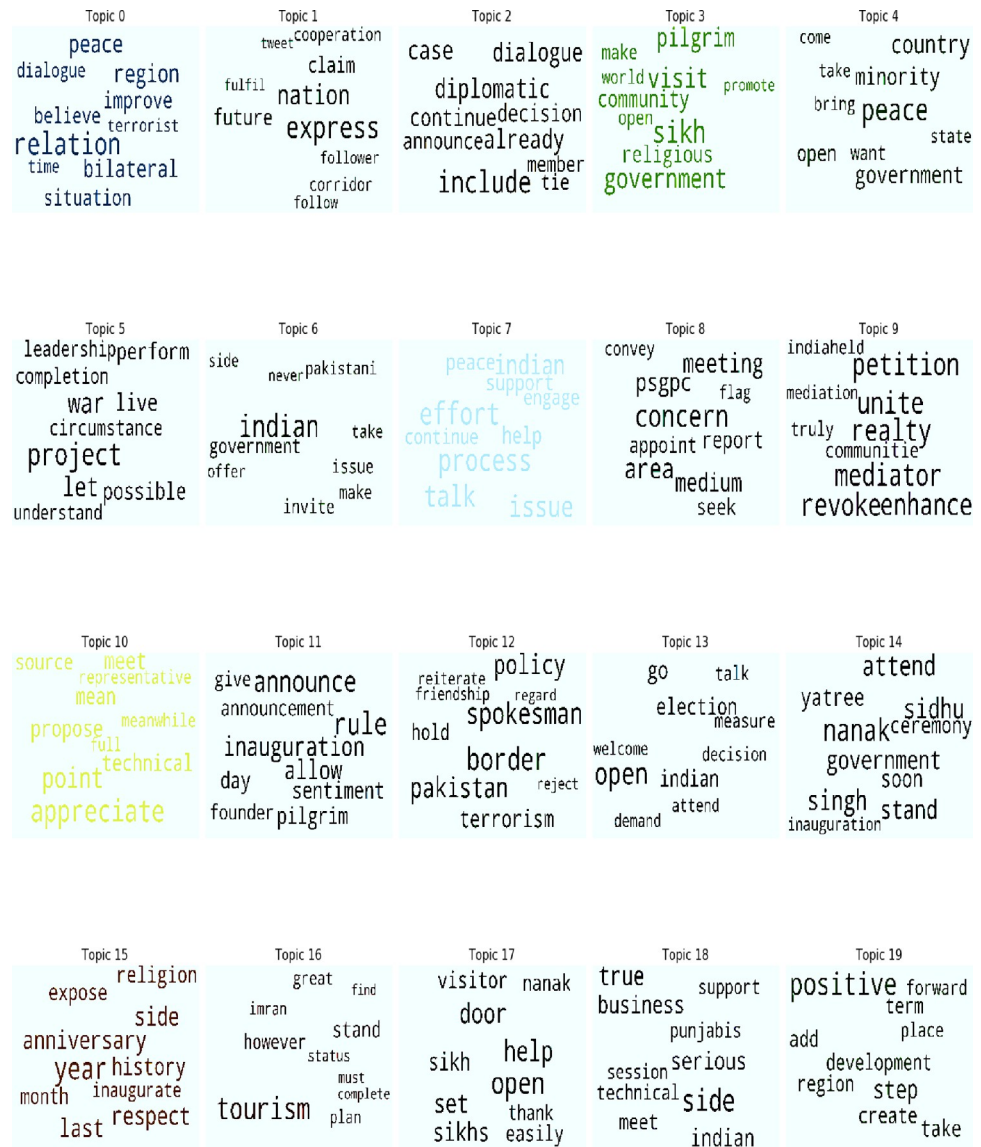 Topic 0
peace
dialogue region
improve
believe
terrorist
relation
time bilateral
situation
Topic 1
tweet cooperation
claim
fulfil
nation
future
express
follower
corridor
follow
Topic 2
case dialogue
diplomatic
continue decision
announce already
member
include tie
Topic 3
make pilgrim
world visit promote
community
open
sikh
religious
government
Topic 4
come country
take minority
bring peace
state
open want
government
Topic 5
leadership perform
completion
war live
circumstance
project
let possible
understand
Topic 6
side
never pakistani
indian take
government
offer issue
make
invite
Topic 7
peace indian
support
engage
effort
continue help
process
talk issue
Topic 8
convey
meeting
psgpc flag
concern
appoint report
area
medium
seek
Topic 9
indiaheld
petition
mediation
unite
truly realty
communitie
mediator
revoke enhance
Topic 10
source meet
representative
mean
meanwhile
propose
full
technical
point
appreciate
Topic 11
give announce
announcement
rule
inauguration
allow
day
sentiment
founder pilgrim
Topic 12
policy
reiterate
friendship regard
spokesman
hold
border
pakistan reject
terrorism
Topic 13
go talk
election
measure
welcome decision
open indian
attend
demand
Topic 14
attend
yatree
sidhu
nanak ceremony
government
soon
singh stand
inauguration
Topic 15
religion
expose
side
anniversary
year history
month inaugurate
respect
last
Topic 16
great
find
imran
stand
however
status
must
complete
tourism plan
Topic 17
visitor nanak
door
help
sikh
open
set
thank
sikhs easily
Topic 18
true
support
business
punjabis
serious
session
technical side
meet
indian
Topic 19
positive forward
term
place
add
development
region step
create
take